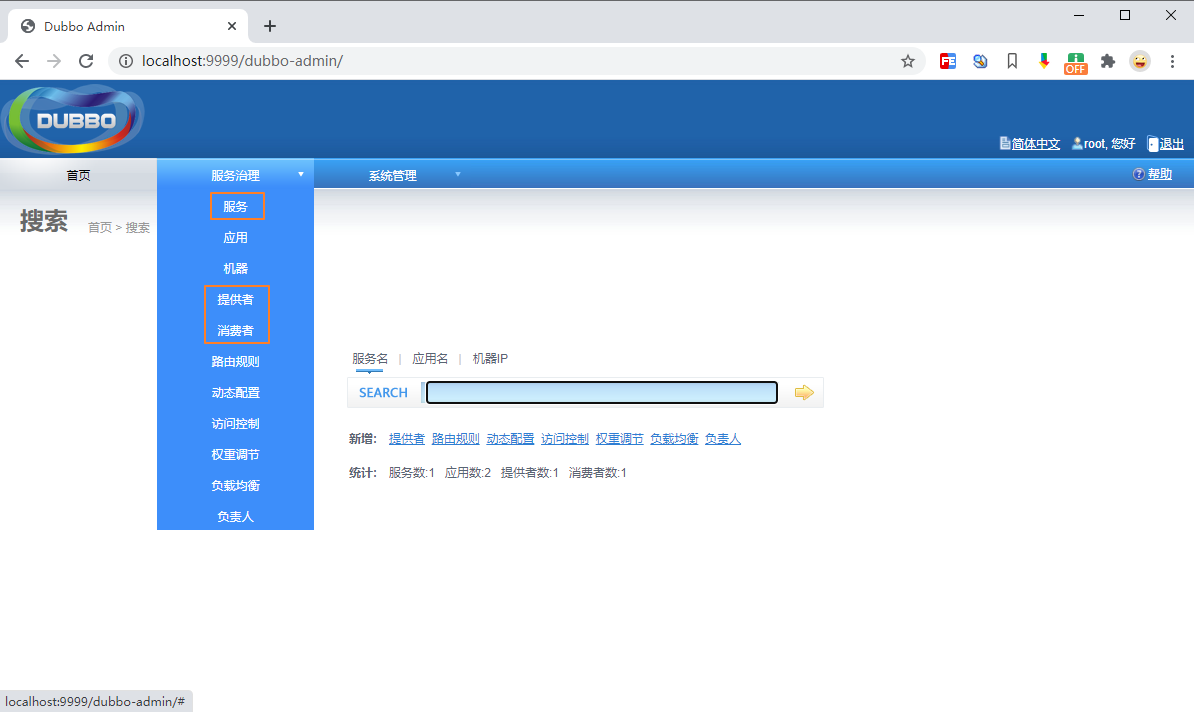 Dubbo Admin
localhost:9999/dubbo-admin/
OFF
DUBBO
简体中文 root, 您好 退出
首页 服务治理 系统管理 帮助
搜索 首页 > 搜索
服务
应用
机器
提供者
消费者
路由规则
动态配置
访问控制
权重调节
负载均衡
负责人
服务名 | 应用名 | 机器IP
SEARCH
新增: 提供者 路由规则 动态配置 访问控制 权重调节 负载均衡 负责人
统计: 服务数:1 应用数:2 提供者数:1 消费者数:1
localhost:9999/dubbo-admin/#